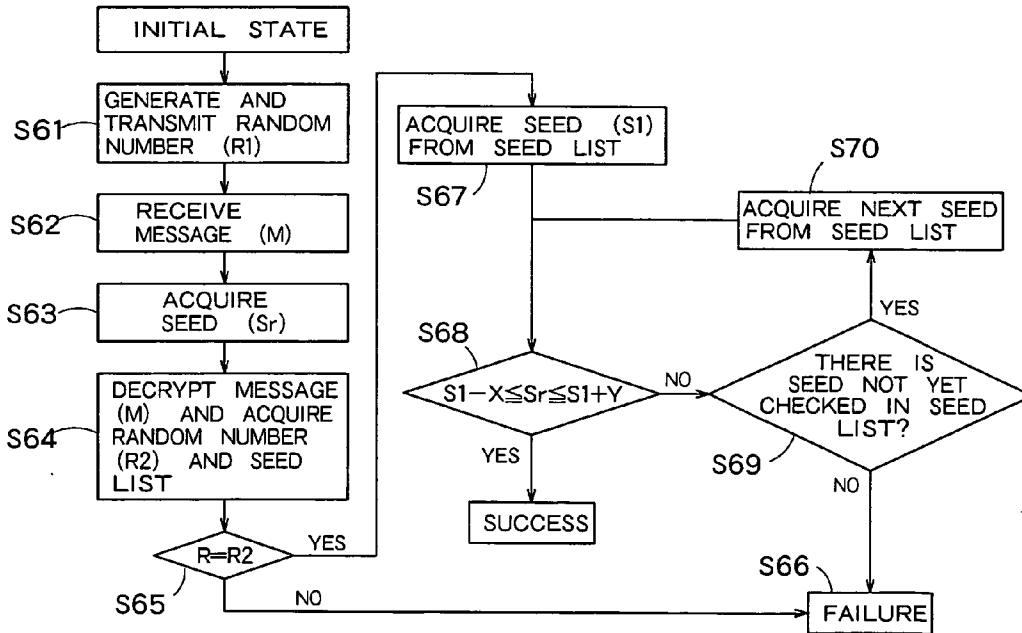 INITIAL STATE
S61
GENERATE AND
TRANSMIT RANDOM
NUMBER (R1)
S62
RECEIVE
MESSAGE (M)
S63
ACQUIRE
SEED (Sr)
S64
DECRYPT MESSAGE
(M) AND ACQUIRE
RANDOM NUMBER
(R2) AND SEED
LIST
S65
R=R2
YES
NO
ACQUIRE SEED (S1)
FROM SEED LIST
S67
S68
S1-X≦Sr≦S1+Y
NO
YES
SUCCESS
S70
ACQUIRE NEXT SEED
FROM SEED LIST
YES
THERE IS
SEED NOT YET
CHECKED IN SEED
LIST?
S69
NO
S66
FAILURE